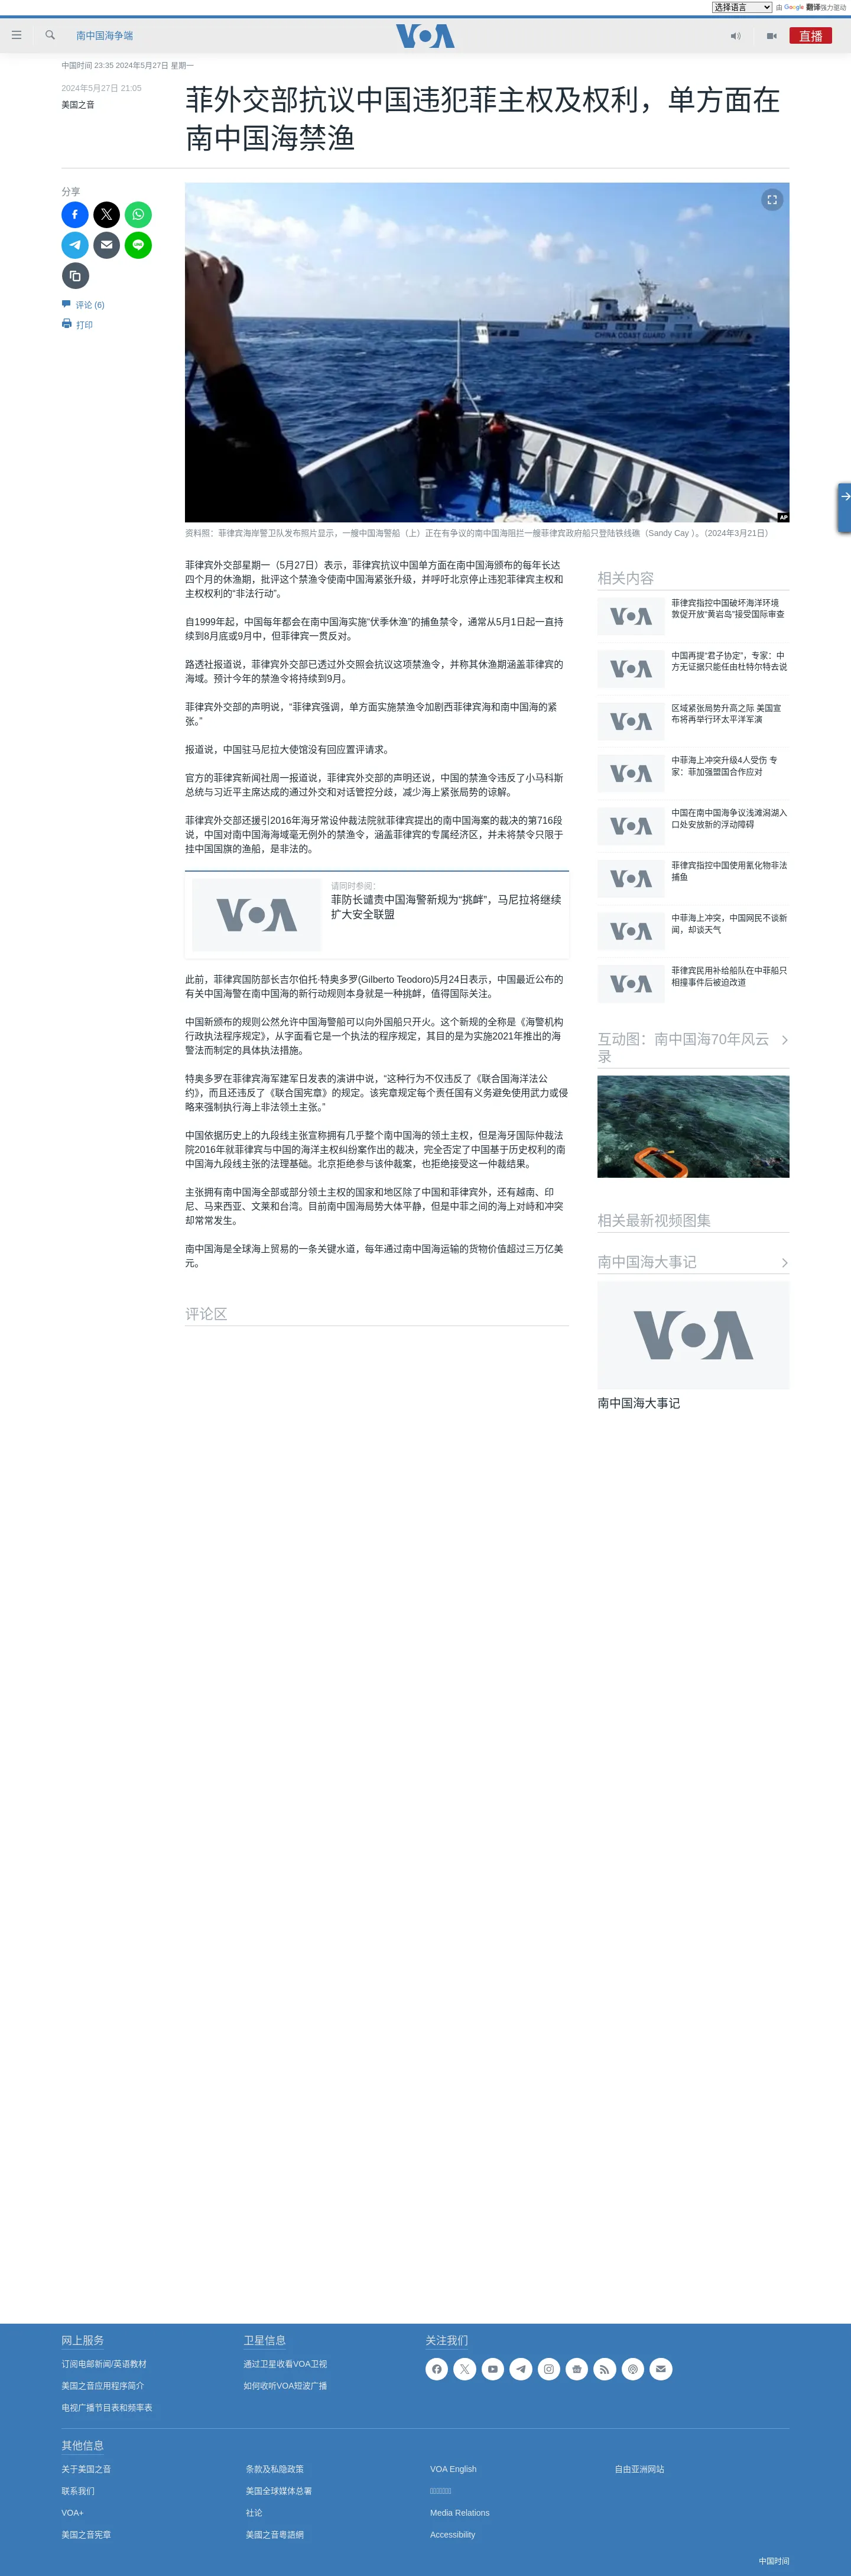 选择语言
由 Google 翻译强力驱动
南中国海争端
VOA
直播
中国时间 23:35 2024年5月27日 星期一
2024年5月27日 21:05
美国之音
菲外交部抗议中国违犯菲主权及权利，单方面在
南中国海禁渔
分享
评论 (6)
打印
CHINA COAST GUARD
AP
资料照：菲律宾海岸警卫队发布照片显示，一艘中国海警船（上）正在有争议的南中国海阻拦一艘菲律宾政府船只登陆铁线礁（Sandy Cay ）。（2024年3月21日）
菲律宾外交部星期一（5月27日）表示，菲律宾抗议中国单方面在南中国海颁布的每年长达
四个月的休渔期，批评这个禁渔令使南中国海紧张升级，并呼吁北京停止违犯菲律宾主权和
主权权利的“非法行动”。
自1999年起，中国每年都会在南中国海实施“伏季休渔”的捕鱼禁令，通常从5月1日起一直持
续到8月底或9月中，但菲律宾一贯反对。
路透社报道说，菲律宾外交部已透过外交照会抗议这项禁渔令，并称其休渔期涵盖菲律宾的
海域。预计今年的禁渔令将持续到9月。
菲律宾外交部的声明说，“菲律宾强调，单方面实施禁渔令加剧西菲律宾海和南中国海的紧
张。”
报道说，中国驻马尼拉大使馆没有回应置评请求。
官方的菲律宾新闻社周一报道说，菲律宾外交部的声明还说，中国的禁渔令违反了小马科斯
总统与习近平主席达成的通过外交和对话管控分歧，减少海上紧张局势的谅解。
菲律宾外交部还援引2016年海牙常设仲裁法院就菲律宾提出的南中国海案的裁决的第716段
说，中国对南中国海海域毫无例外的禁渔令，涵盖菲律宾的专属经济区，并未将禁令只限于
挂中国国旗的渔船，是非法的。
VOA
请同时参阅：
菲防长谴责中国海警新规为“挑衅”，马尼拉将继续
扩大安全联盟
此前，菲律宾国防部长吉尔伯托·特奥多罗(Gilberto Teodoro)5月24日表示，中国最近公布的
有关中国海警在南中国海的新行动规则本身就是一种挑衅，值得国际关注。
中国新颁布的规则公然允许中国海警船可以向外国船只开火。这个新规的全称是《海警机构
行政执法程序规定》，从字面看它是一个执法的程序规定，其目的是为实施2021年推出的海
警法而制定的具体执法措施。
特奥多罗在菲律宾海军建军日发表的演讲中说，“这种行为不仅违反了《联合国海洋法公
约》，而且还违反了《联合国宪章》的规定。该宪章规定每个责任国有义务避免使用武力或侵
略来强制执行海上非法领土主张。”
中国依据历史上的九段线主张宣称拥有几乎整个南中国海的领土主权，但是海牙国际仲裁法
院2016年就菲律宾与中国的海洋主权纠纷案作出的裁决，完全否定了中国基于历史权利的南
中国海九段线主张的法理基础。北京拒绝参与该仲裁案，也拒绝接受这一仲裁结果。
主张拥有南中国海全部或部分领土主权的国家和地区除了中国和菲律宾外，还有越南、印
尼、马来西亚、文莱和台湾。目前南中国海局势大体平静，但是中菲之间的海上对峙和冲突
却常常发生。
南中国海是全球海上贸易的一条关键水道，每年通过南中国海运输的货物价值超过三万亿美
元。
评论区
相关内容
VOA
菲律宾指控中国破坏海洋环境
敦促开放“黄岩岛”接受国际审查
VOA
中国再提“君子协定”，专家：中
方无证据只能任由杜特尔特去说
VOA
区域紧张局势升高之际 美国宣
布将再举行环太平洋军演
VOA
中菲海上冲突升级4人受伤 专
家：菲加强盟国合作应对
VOA
中国在南中国海争议浅滩潟湖入
口处安放新的浮动障碍
VOA
菲律宾指控中国使用氰化物非法
捕鱼
VOA
中菲海上冲突，中国网民不谈新
闻，却谈天气
VOA
菲律宾民用补给船队在中菲船只
相撞事件后被迫改道
互动图：南中国海70年风云
录
相关最新视频图集
南中国海大事记
VOA
南中国海大事记
网上服务
订阅电邮新闻/英语教材
美国之音应用程序简介
电视广播节目表和频率表
卫星信息
通过卫星收看VOA卫视
如何收听VOA短波广播
关注我们
其他信息
关于美国之音
联系我们
VOA+
美国之音宪章
条款及私隐政策
美国全球媒体总署
社论
美國之音粵語網
VOA English
Media Relations
Accessibility
自由亚洲网站
中国时间